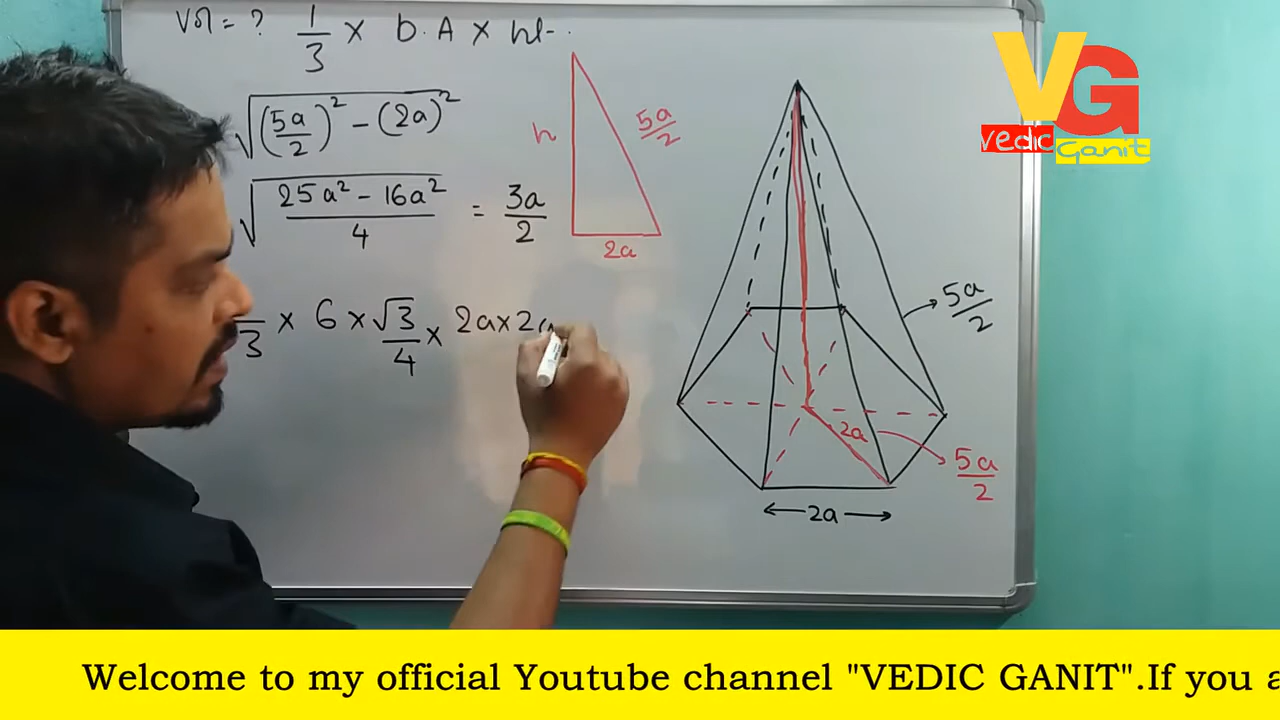 Vol = ? 1/3 × b.A × ht.
√((5a/2)² − (2a)²)
√((25a² − 16a²)/4) = 3a/2
3 × 6 × √3/4 × 2a × 2a
h
5a/2
2a
5a/2
2a
5a/2
2a
VG
Vedic
Ganit
Welcome to my official Youtube channel "VEDIC GANIT".If you a